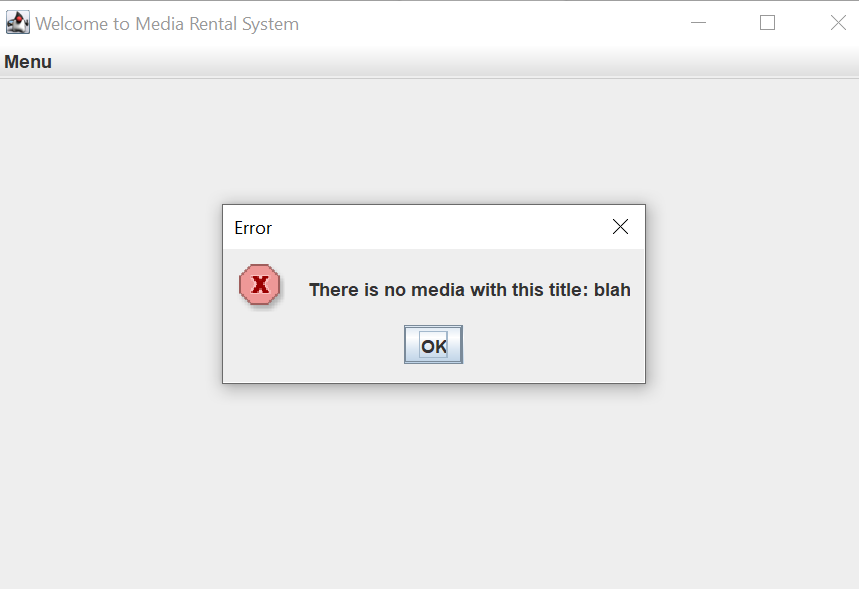 Welcome to Media Rental System
Menu
Error
There is no media with this title: blah
OK